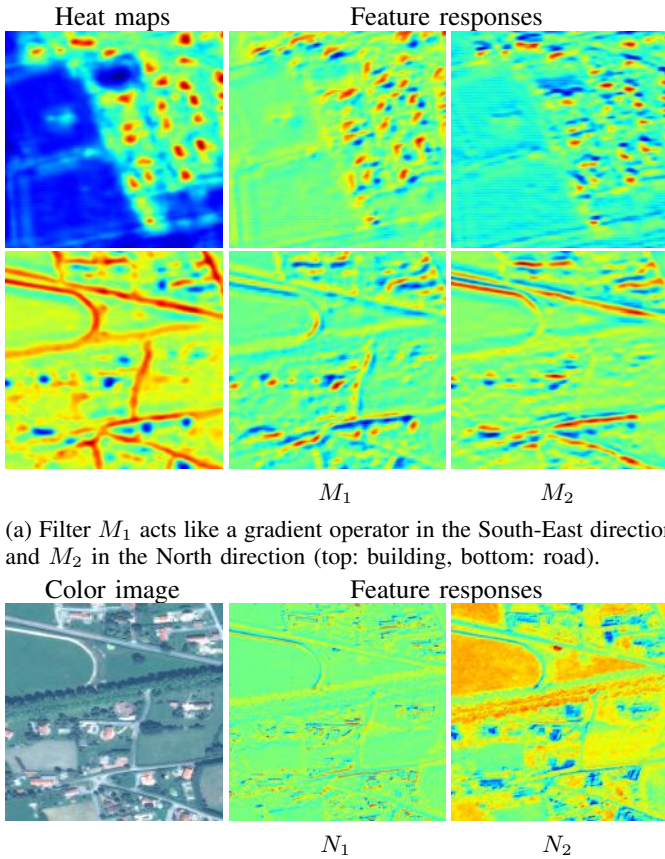 Heat maps Feature responses
M₁ M₂
(a) Filter M₁ acts like a gradient operator in the South-East direction
and M₂ in the North direction (top: building, bottom: road).
Color image Feature responses
N₁ N₂